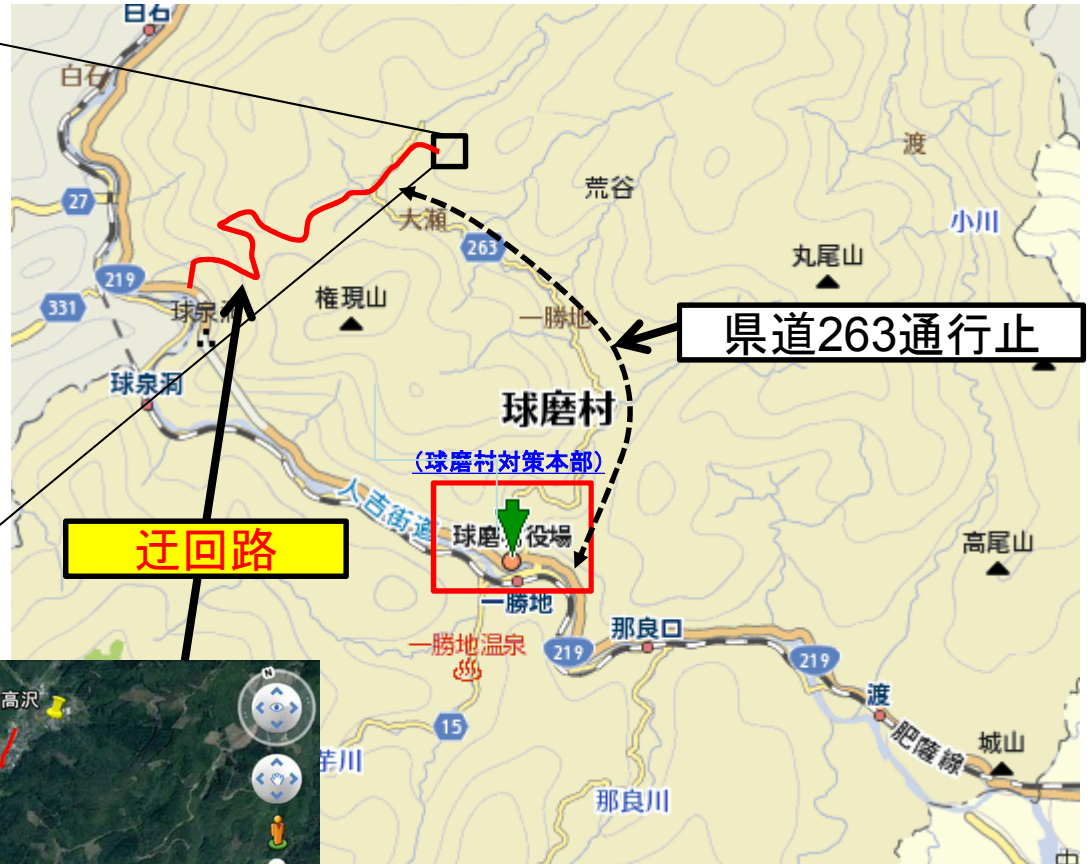 白石
白石
渡
荒谷
27
大瀬
小川
263
丸尾山
219
権現山
331
球泉洞
一勝地
県道263通行止
球泉洞
球磨村
(球磨村対策本部)
人吉街道
迂回路
球磨村役場
高尾山
一勝地
那良口
一勝地温泉
219
219
高沢
N
渡
15
肥薩線
城山
芋川
那良川